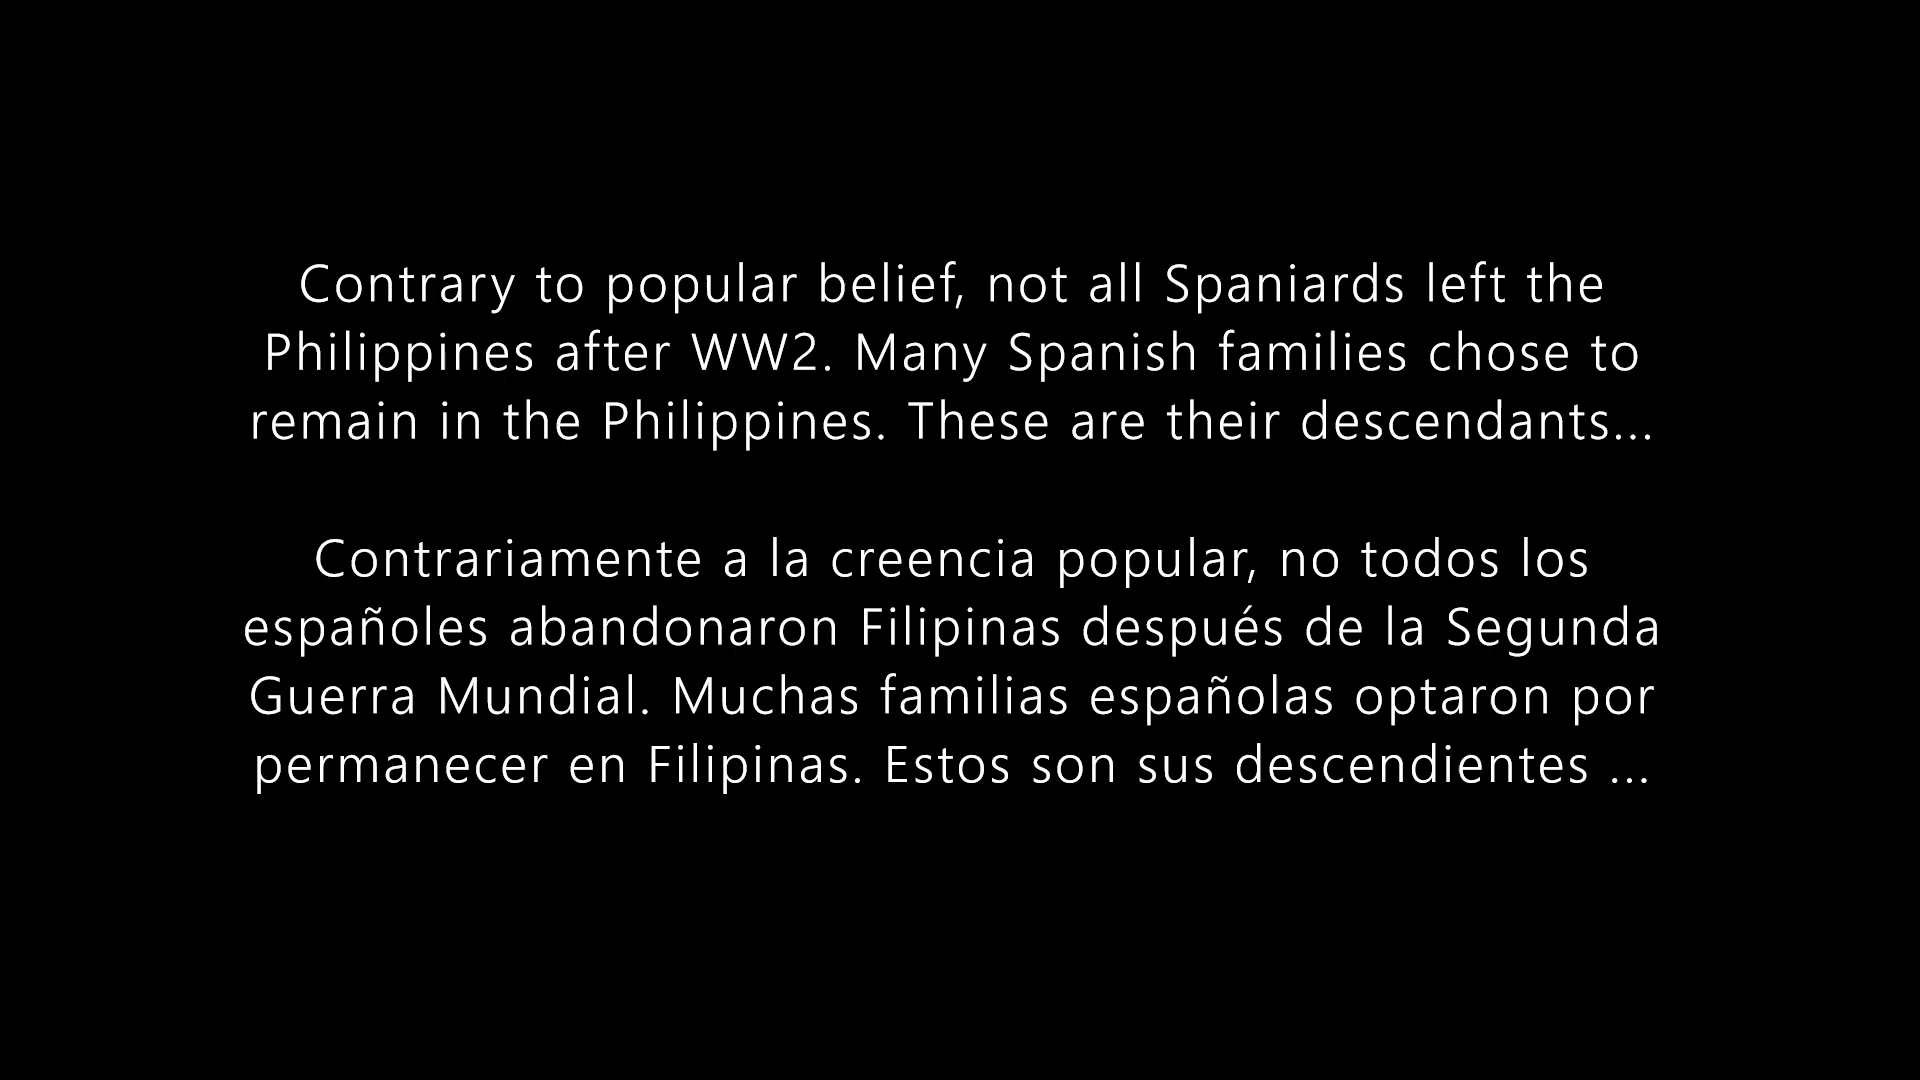 Contrary to popular belief, not all Spaniards left the
Philippines after WW2. Many Spanish families chose to
remain in the Philippines. These are their descendants...
Contrariamente a la creencia popular, no todos los
españoles abandonaron Filipinas después de la Segunda
Guerra Mundial. Muchas familias españolas optaron por
permanecer en Filipinas. Estos son sus descendientes ...